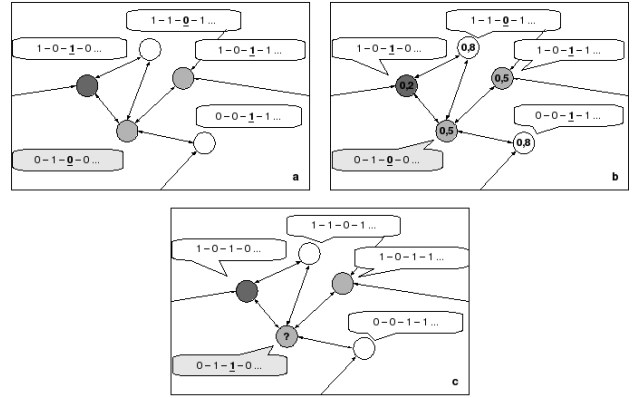 1 – 1 – 0 – 1 ...
1 – 0 – 1 – 0 ...
1 – 0 – 1 – 1 ...
0 – 0 – 1 – 1 ...
0 – 1 – 0 – 0 ...
a
1 – 1 – 0 – 1 ...
1 – 0 – 1 – 0 ...
0,8
1 – 0 – 1 – 1 ...
0,2
0,5
0 – 0 – 1 – 1 ...
0,5
0,8
0 – 1 – 0 – 0 ...
b
1 – 1 – 0 – 1 ...
1 – 0 – 1 – 0 ...
1 – 0 – 1 – 1 ...
0 – 0 – 1 – 1 ...
?
0 – 1 – 1 – 0 ...
c